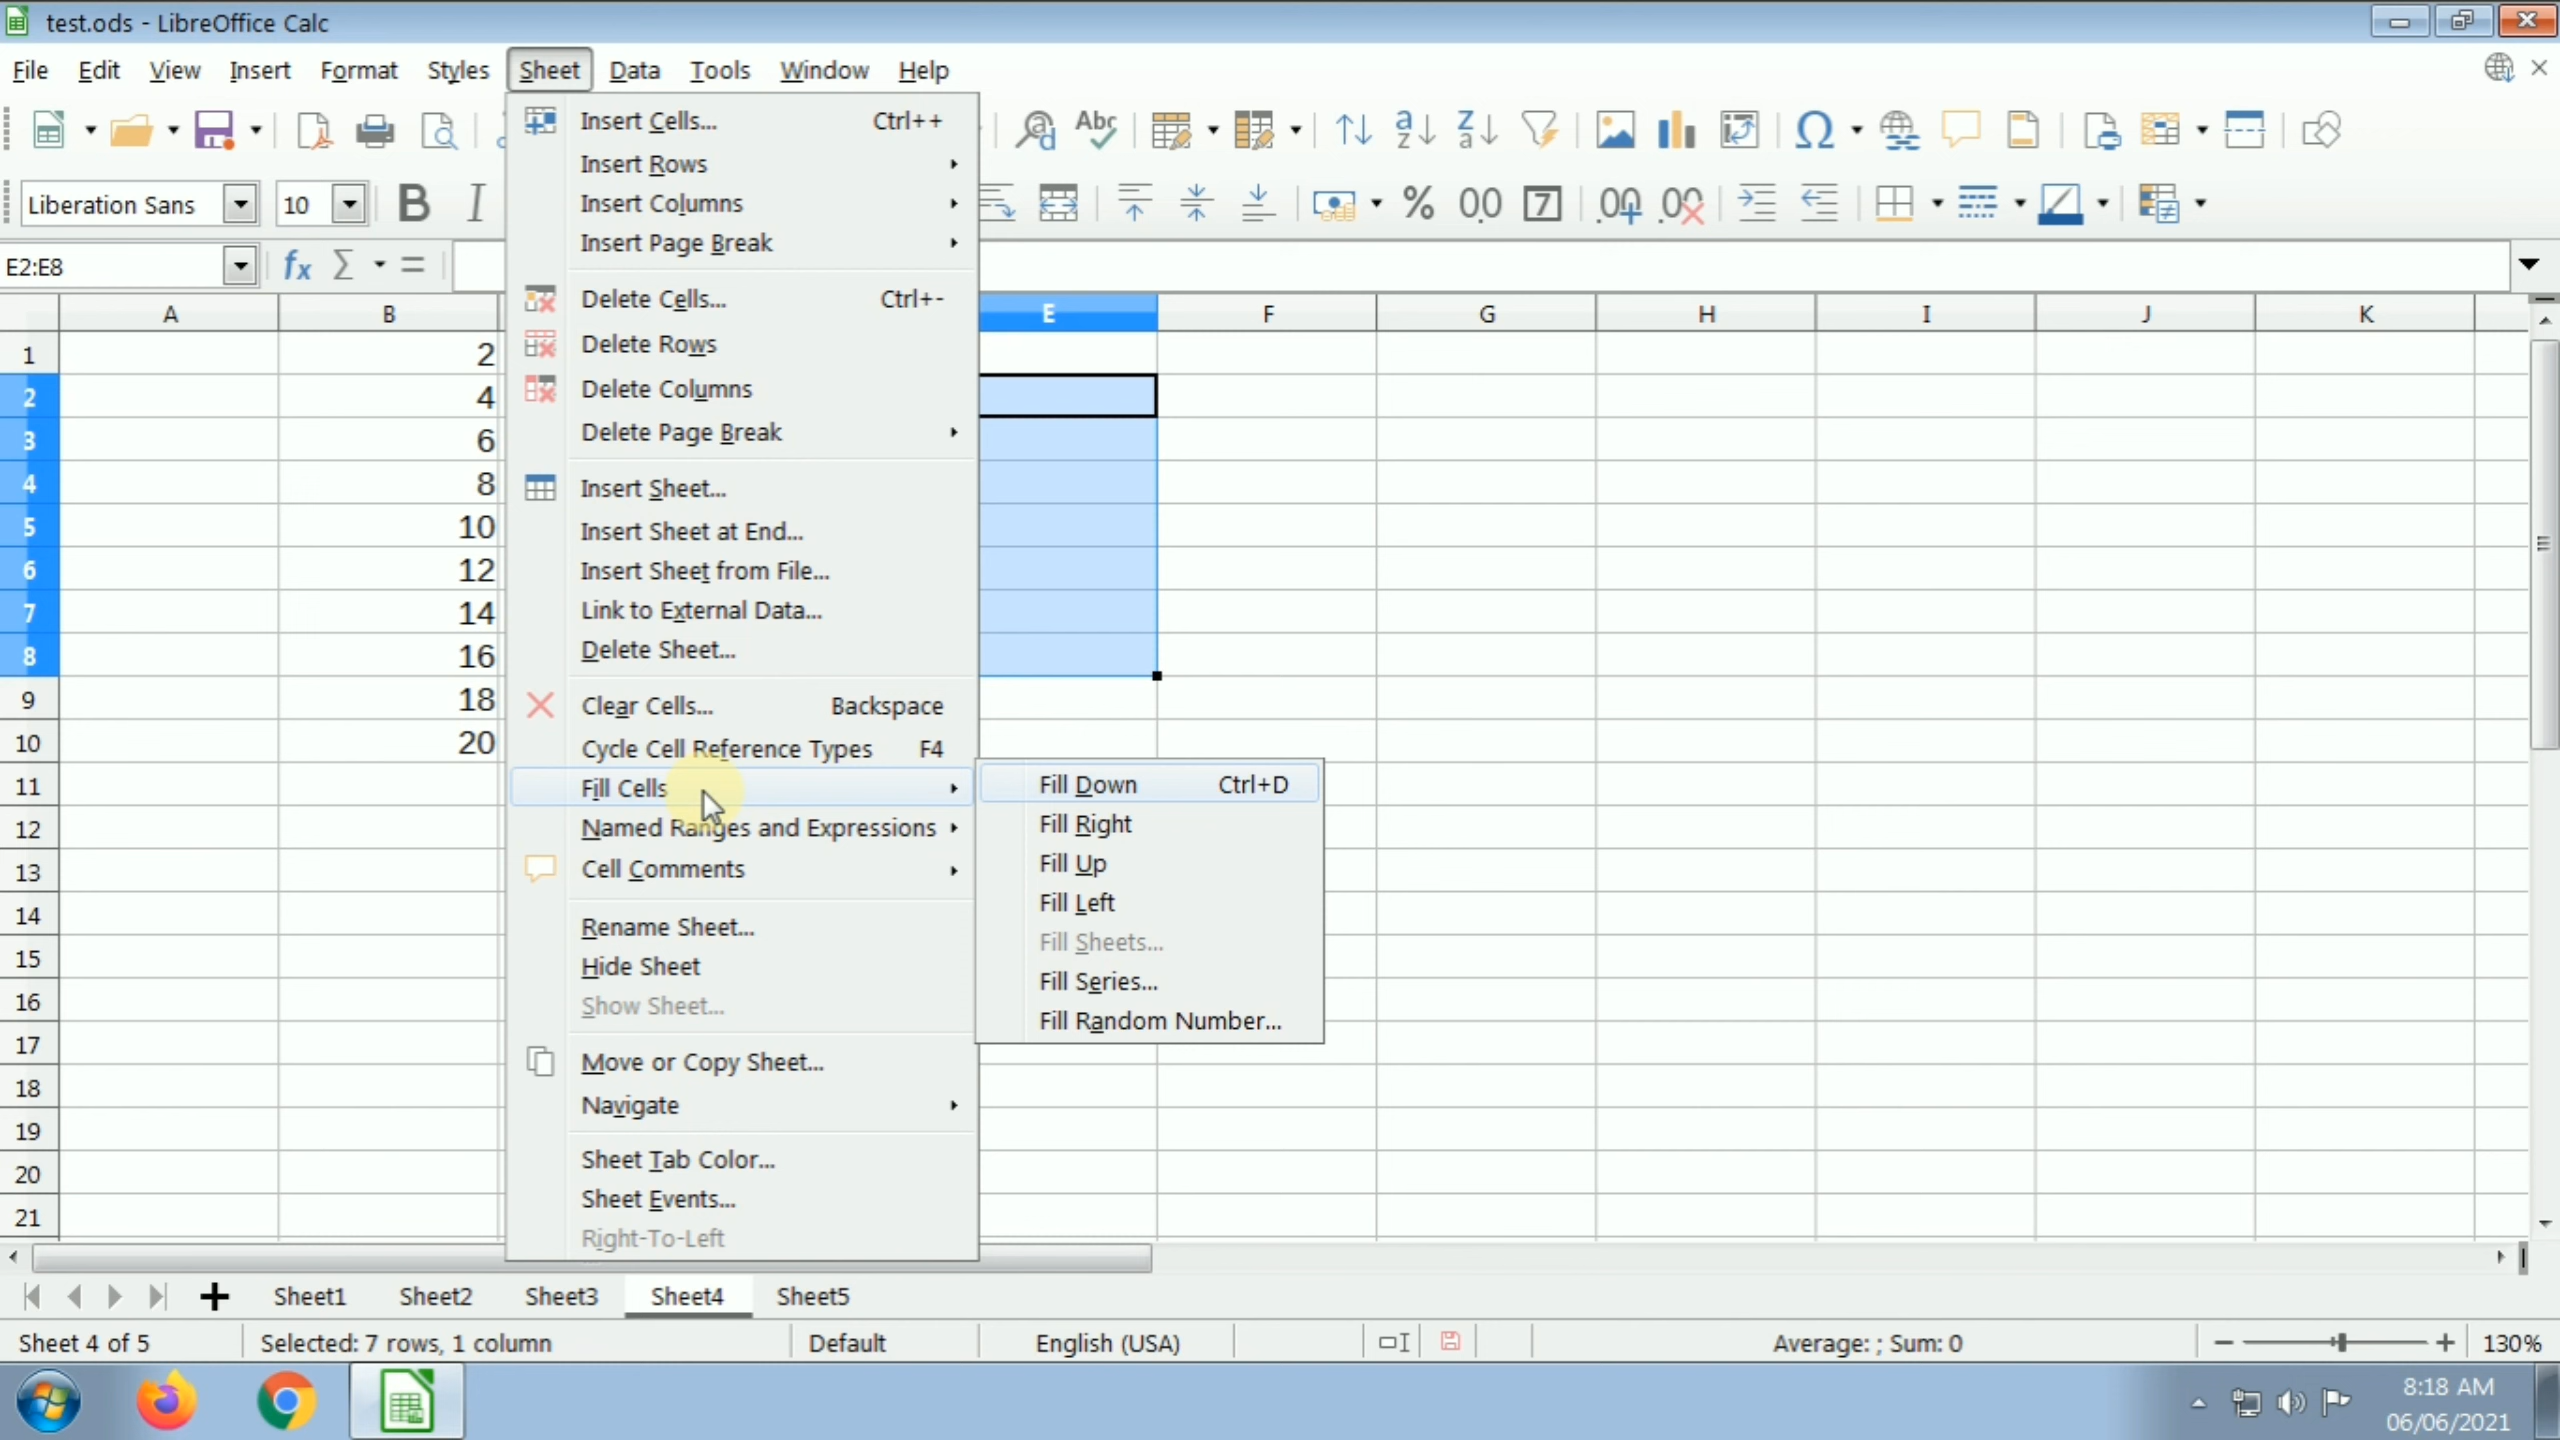 test.ods - LibreOffice Calc
File Edit View Insert Format Styles Sheet Data Tools Window Help
Liberation Sans 10
E2:E8
A B E F G H I J K
1 2
2 4
3 6
4 8
5 10
6 12
7 14
8 16
9 18
10 20
11
12
13
14
15
16
17
18
19
20
21
Insert Cells... Ctrl++
Insert Rows
Insert Columns
Insert Page Break
Delete Cells... Ctrl+-
Delete Rows
Delete Columns
Delete Page Break
Insert Sheet...
Insert Sheet at End...
Insert Sheet from File...
Link to External Data...
Delete Sheet...
Clear Cells... Backspace
Cycle Cell Reference Types F4
Fill Cells
Named Ranges and Expressions
Cell Comments
Rename Sheet...
Hide Sheet
Show Sheet...
Move or Copy Sheet...
Navigate
Sheet Tab Color...
Sheet Events...
Right-To-Left
Fill Down Ctrl+D
Fill Right
Fill Up
Fill Left
Fill Sheets...
Fill Series...
Fill Random Number...
Sheet1 Sheet2 Sheet3 Sheet4 Sheet5
Sheet 4 of 5 Selected: 7 rows, 1 column Default English (USA) Average: ; Sum: 0 130%
8:18 AM
06/06/2021